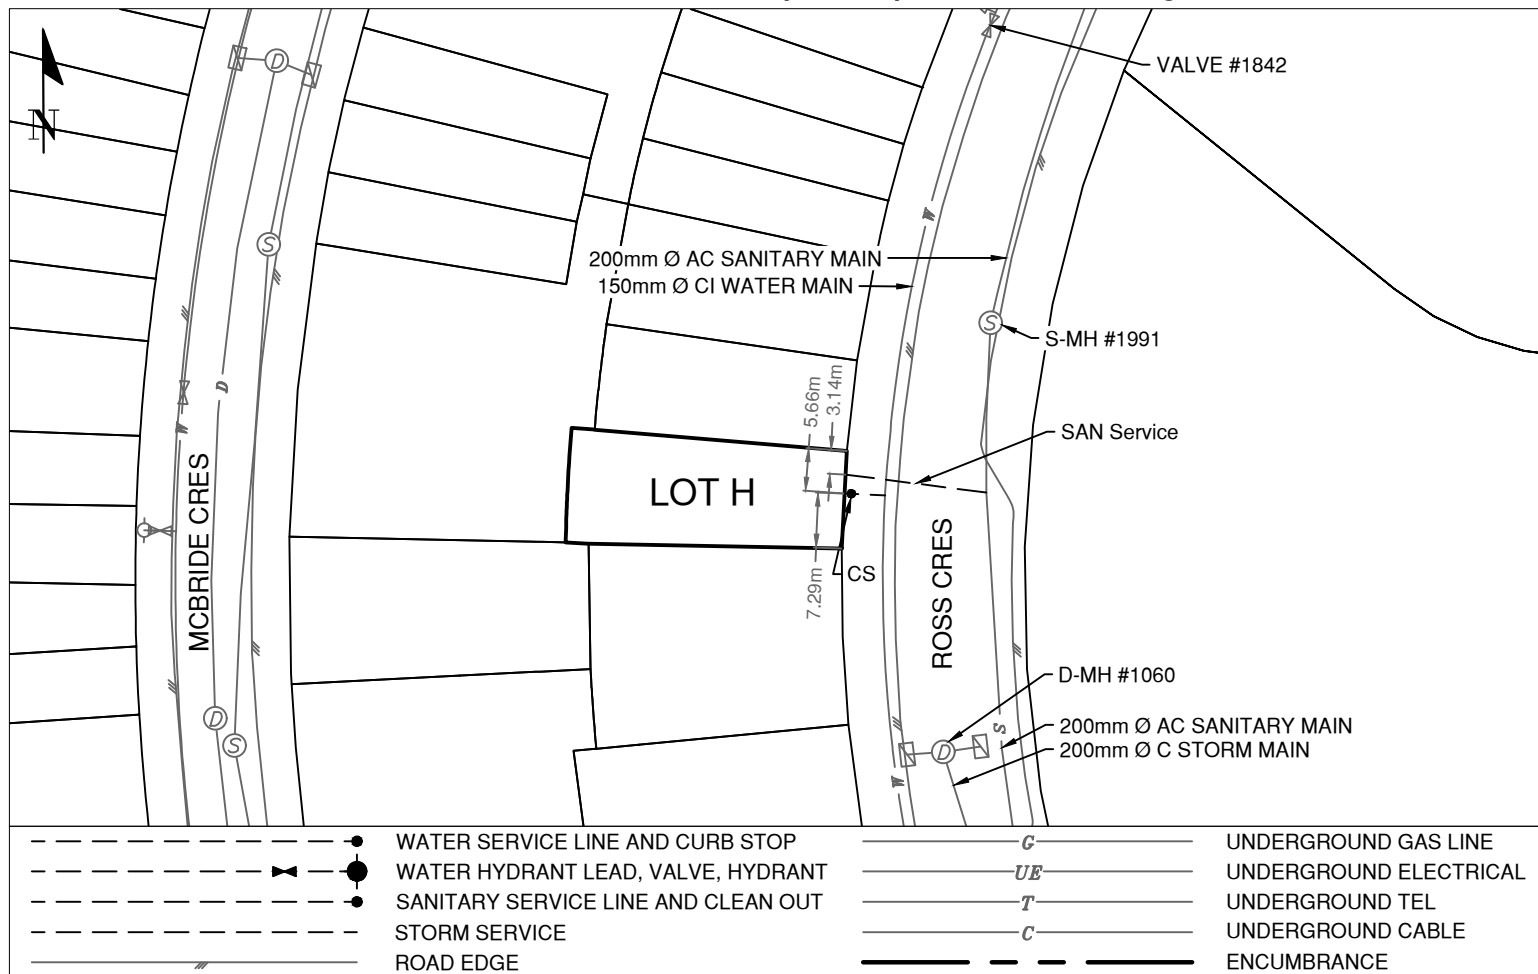 VALVE #1842
N
D
S
W
200mm Ø AC SANITARY MAIN
150mm Ø CI WATER MAIN
S
S-MH #1991
D
W
5.66m
3.14m
SAN Service
LOT H
MCBRIDE CRES
CS
7.29m
ROSS CRES
D-MH #1060
D
S
200mm Ø AC SANITARY MAIN
200mm Ø C STORM MAIN
D
S
W
WATER SERVICE LINE AND CURB STOP
WATER HYDRANT LEAD, VALVE, HYDRANT
SANITARY SERVICE LINE AND CLEAN OUT
STORM SERVICE
ROAD EDGE
G UNDERGROUND GAS LINE
UE UNDERGROUND ELECTRICAL
T UNDERGROUND TEL
C UNDERGROUND CABLE
ENCUMBRANCE